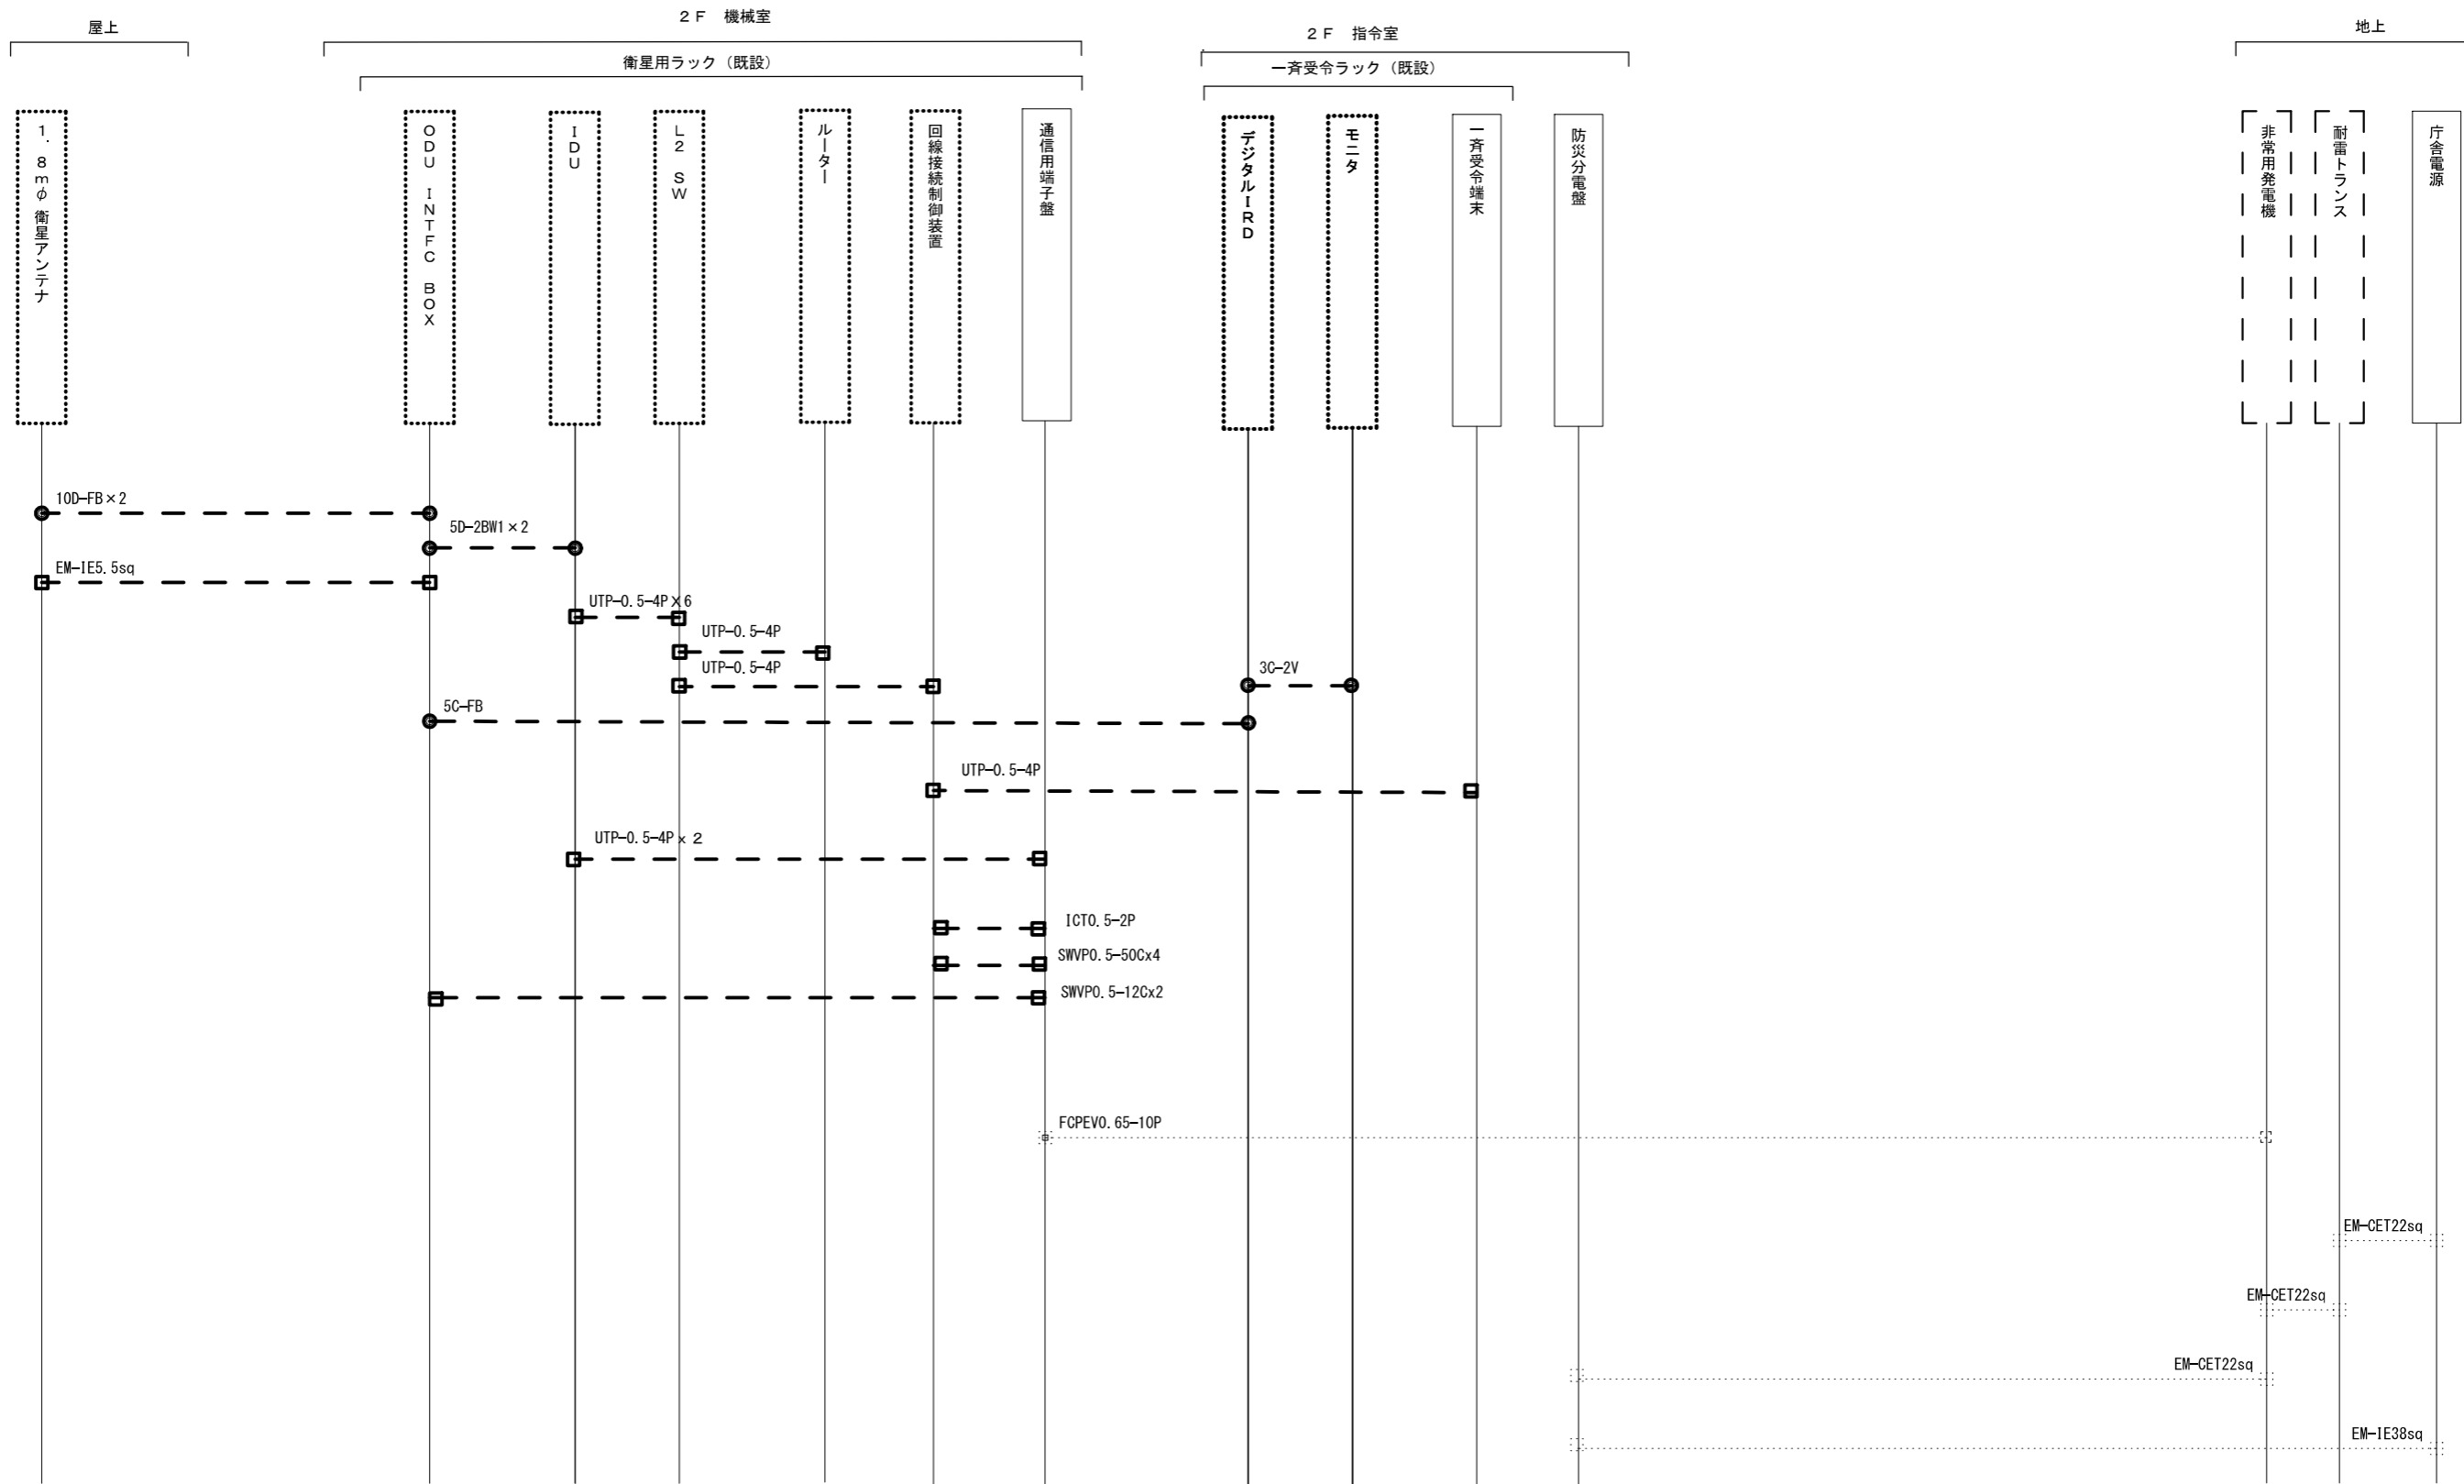 屋上
２Ｆ　機械室
２Ｆ　指令室
地上
衛星用ラック（既設）
一斉受令ラック（既設）
１．８ｍφ衛星アンテナ
ＯＤＵ　ＩＮＴＦＣ　ＢＯＸ
ＩＤＵ
Ｌ２　ＳＷ
ルーター
回線接続制御装置
通信用端子盤
デジタルＩＲＤ
モニタ
一斉受令端末
防災分電盤
非常用発電機
耐雷トランス
庁舎電源
10D-FB×2
5D-2BW1×2
EM-IE5.5sq
UTP-0.5-4P×6
UTP-0.5-4P
UTP-0.5-4P
3C-2V
5C-FB
UTP-0.5-4P
UTP-0.5-4P×２
ICT0.5-2P
SWVP0.5-50Cx4
SWVP0.5-12Cx2
FCPEV0.65-10P
EM-CET22sq
EM-CET22sq
EM-CET22sq
EM-IE38sq